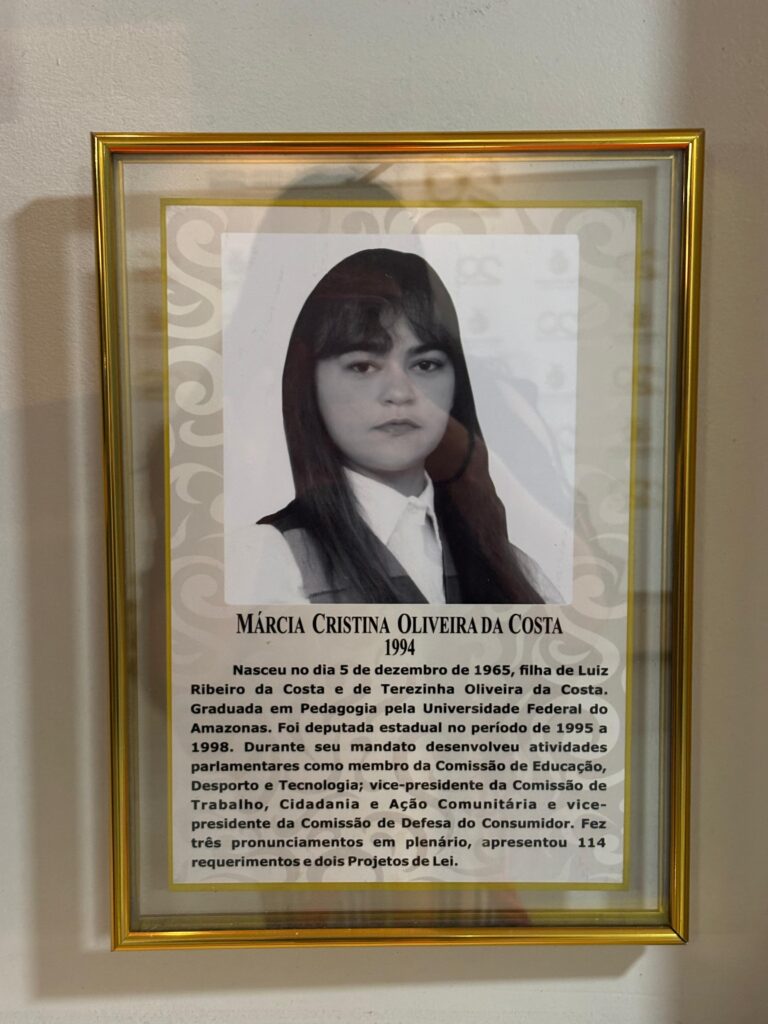 MÁRCIA CRISTINA OLIVEIRA DA COSTA
1994
Nasceu no dia 5 de dezembro de 1965, filha de Luiz
Ribeiro da Costa e de Terezinha Oliveira da Costa.
Graduada em Pedagogia pela Universidade Federal do
Amazonas. Foi deputada estadual no período de 1995 a
1998. Durante seu mandato desenvolveu atividades
parlamentares como membro da Comissão de Educação,
Desporto e Tecnologia; vice-presidente da Comissão de
Trabalho, Cidadania e Ação Comunitária e vice-
presidente da Comissão de Defesa do Consumidor. Fez
três pronunciamentos em plenário, apresentou 114
requerimentos e dois Projetos de Lei.